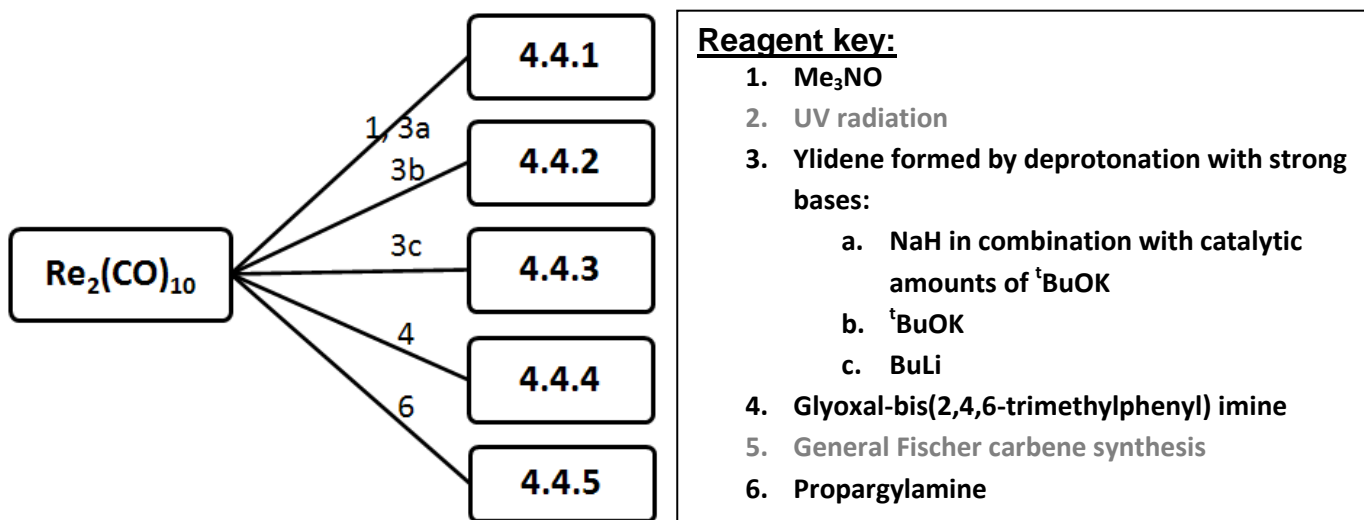 4.4.1
1, 3a
4.4.2
3b
3c
4.4.3
Re₂(CO)₁₀
4
4.4.4
6
4.4.5
Reagent key:
1. Me₃NO
2. UV radiation
3. Ylidene formed by deprotonation with strong
bases:
a. NaH in combination with catalytic
amounts of ᵗBuOK
b. ᵗBuOK
c. BuLi
4. Glyoxal-bis(2,4,6-trimethylphenyl) imine
5. General Fischer carbene synthesis
6. Propargylamine